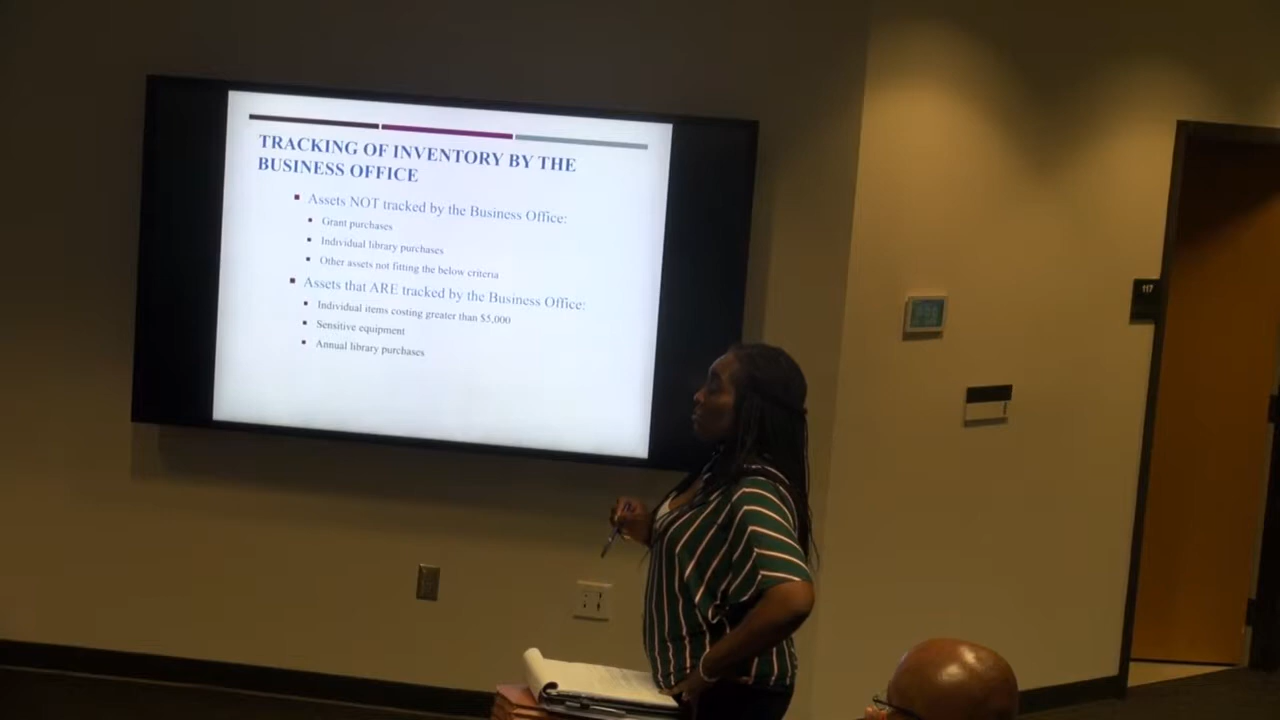 TRACKING OF INVENTORY BY THE
BUSINESS OFFICE
Assets NOT tracked by the Business Office:
Grant purchases
Individual library purchases
Other assets not fitting the below criteria
Assets that ARE tracked by the Business Office:
Individual items costing greater than $5,000
Sensitive equipment
Annual library purchases
117